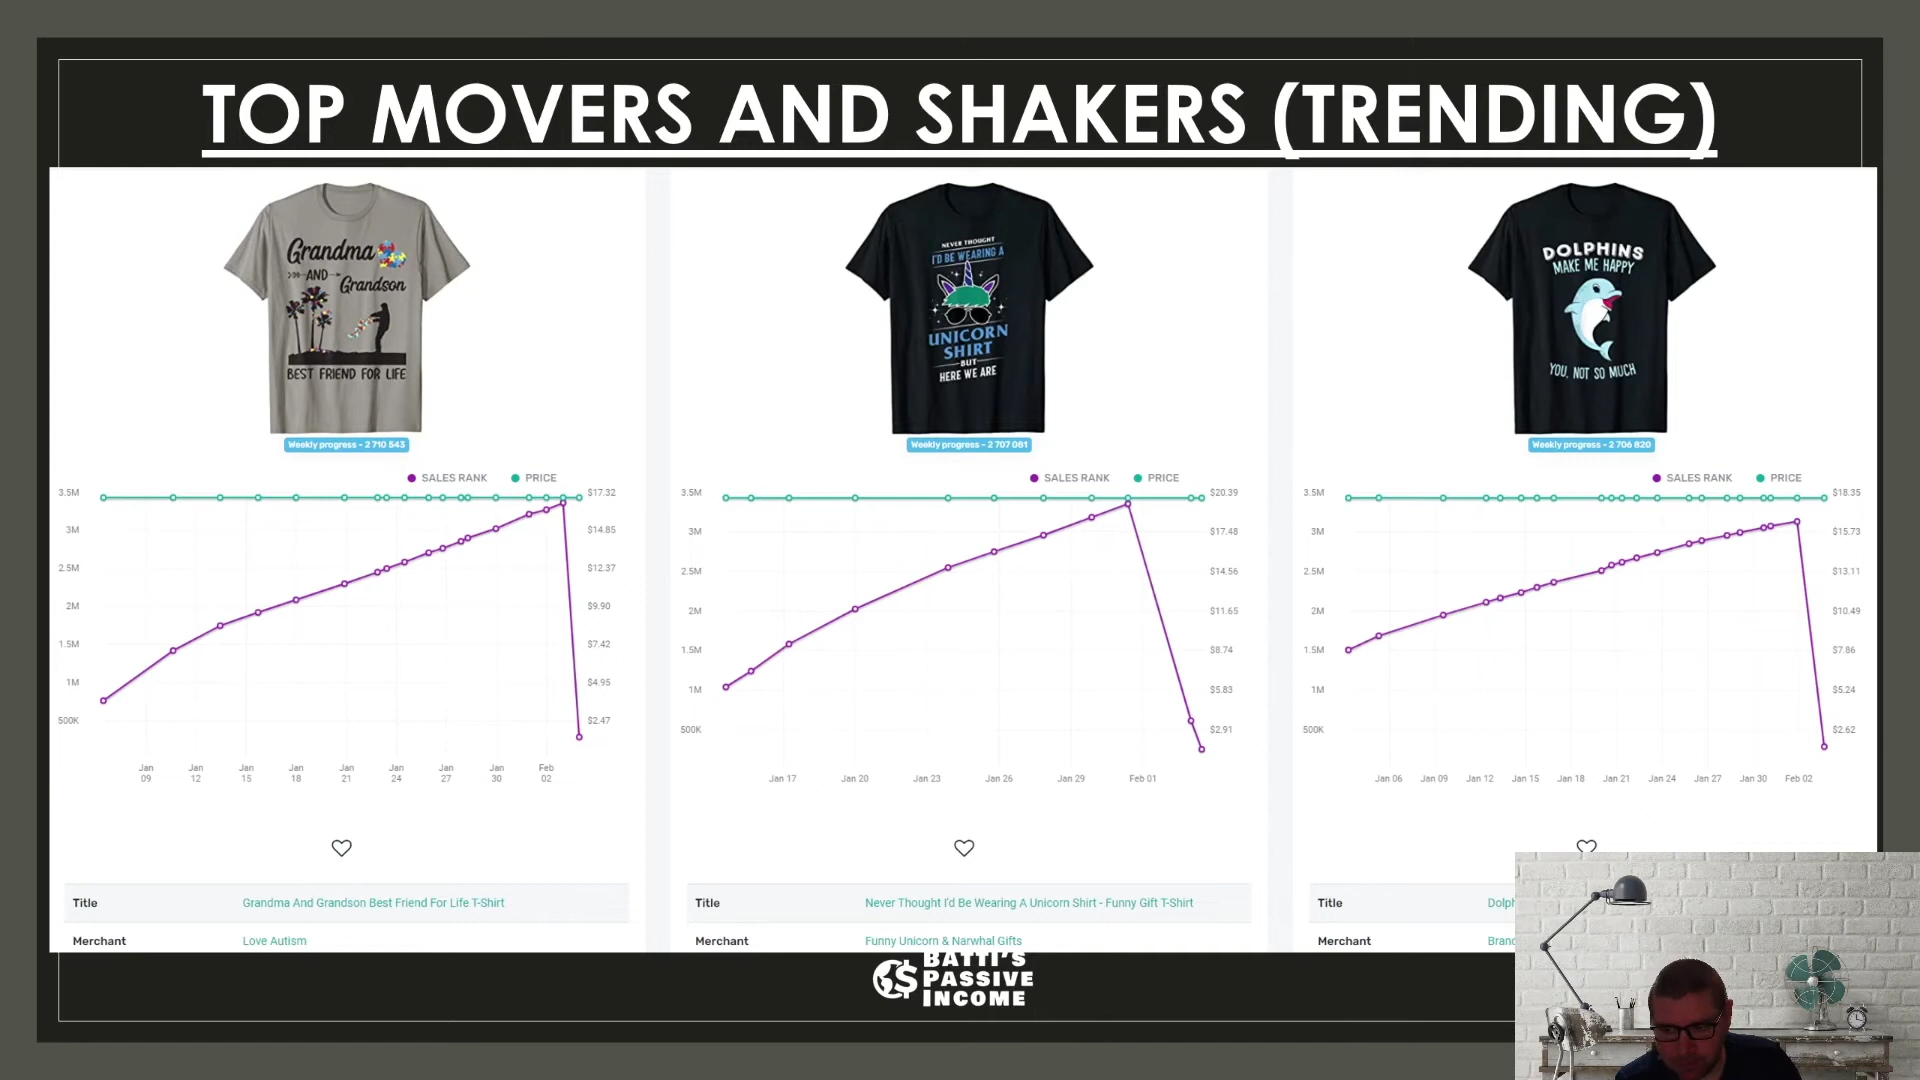 TOP MOVERS AND SHAKERS (TRENDING)
Grandma
AND
Grandson
BEST FRIEND FOR LIFE
Weekly progress - 2 710 543
SALES RANK
PRICE
3.5M
3M
2.5M
2M
1.5M
1M
500K
$17.32
$14.85
$12.37
$9.90
$7.42
$4.95
$2.47
Jan 09
Jan 12
Jan 15
Jan 18
Jan 21
Jan 24
Jan 27
Jan 30
Feb 02
Title
Grandma And Grandson Best Friend For Life T-Shirt
Merchant
Love Autism
NEVER THOUGHT
I'D BE WEARING A
UNICORN
SHIRT
BUT
HERE WE ARE
Weekly progress - 2 707 081
SALES RANK
PRICE
3.5M
3M
2.5M
2M
1.5M
1M
500K
$20.39
$17.48
$14.56
$11.65
$8.74
$5.83
$2.91
Jan 17
Jan 20
Jan 23
Jan 26
Jan 29
Feb 01
Title
Never Thought I'd Be Wearing A Unicorn Shirt - Funny Gift T-Shirt
Merchant
Funny Unicorn & Narwhal Gifts
DOLPHINS
MAKE ME HAPPY
YOU, NOT SO MUCH
Weekly progress - 2 706 820
SALES RANK
PRICE
3.5M
3M
2.5M
2M
1.5M
1M
500K
$18.35
$15.73
$13.11
$10.49
$7.86
$5.24
$2.62
Jan 06
Jan 09
Jan 12
Jan 15
Jan 18
Jan 21
Jan 24
Jan 27
Jan 30
Feb 02
Title
Dolph
Merchant
Branc
BATTI'S
PASSIVE
INCOME